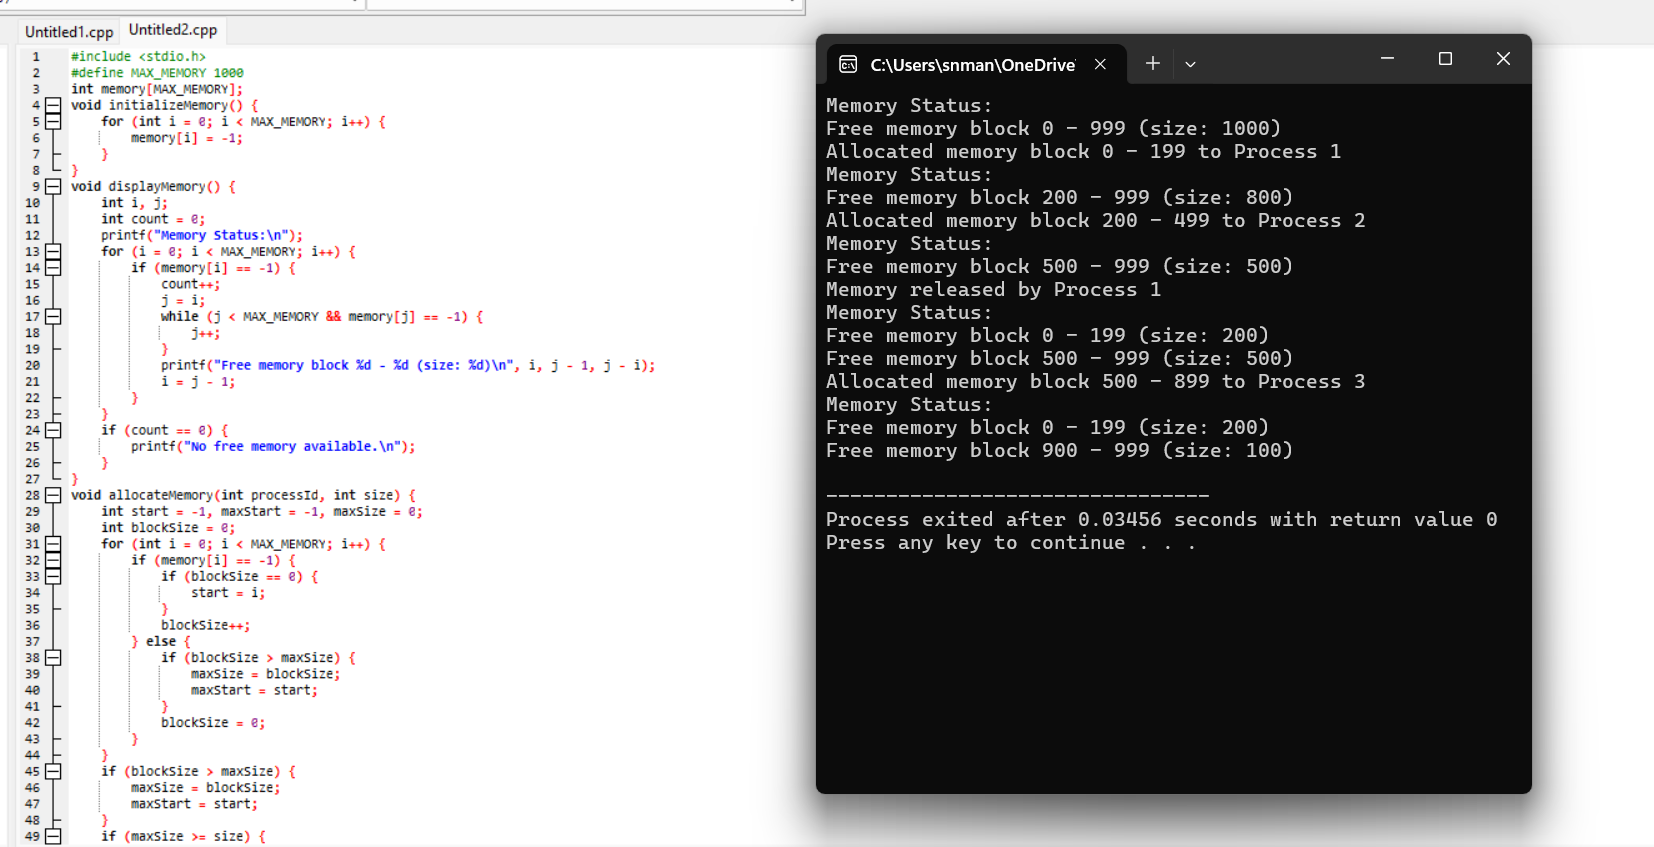 Untitled1.cpp Untitled2.cpp
1 #include <stdio.h>
2 #define MAX_MEMORY 1000
3 int memory[MAX_MEMORY];
4 void initializeMemory() {
5 for (int i = 0; i < MAX_MEMORY; i++) {
6 memory[i] = -1;
7 }
8 }
9 void displayMemory() {
10 int i, j;
11 int count = 0;
12 printf("Memory Status:\n");
13 for (i = 0; i < MAX_MEMORY; i++) {
14 if (memory[i] == -1) {
15 count++;
16 j = i;
17 while (j < MAX_MEMORY && memory[j] == -1) {
18 j++;
19 }
20 printf("Free memory block %d - %d (size: %d)\n", i, j - 1, j - i);
21 i = j - 1;
22 }
23 }
24 if (count == 0) {
25 printf("No free memory available.\n");
26 }
27 }
28 void allocateMemory(int processId, int size) {
29 int start = -1, maxStart = -1, maxSize = 0;
30 int blockSize = 0;
31 for (int i = 0; i < MAX_MEMORY; i++) {
32 if (memory[i] == -1) {
33 if (blockSize == 0) {
34 start = i;
35 }
36 blockSize++;
37 } else {
38 if (blockSize > maxSize) {
39 maxSize = blockSize;
40 maxStart = start;
41 }
42 blockSize = 0;
43 }
44 }
45 if (blockSize > maxSize) {
46 maxSize = blockSize;
47 maxStart = start;
48 }
49 if (maxSize >= size) {
C:\Users\snman\OneDrive
Memory Status:
Free memory block 0 - 999 (size: 1000)
Allocated memory block 0 - 199 to Process 1
Memory Status:
Free memory block 200 - 999 (size: 800)
Allocated memory block 200 - 499 to Process 2
Memory Status:
Free memory block 500 - 999 (size: 500)
Memory released by Process 1
Memory Status:
Free memory block 0 - 199 (size: 200)
Free memory block 500 - 999 (size: 500)
Allocated memory block 500 - 899 to Process 3
Memory Status:
Free memory block 0 - 199 (size: 200)
Free memory block 900 - 999 (size: 100)
--------------------------------
Process exited after 0.03456 seconds with return value 0
Press any key to continue . . .